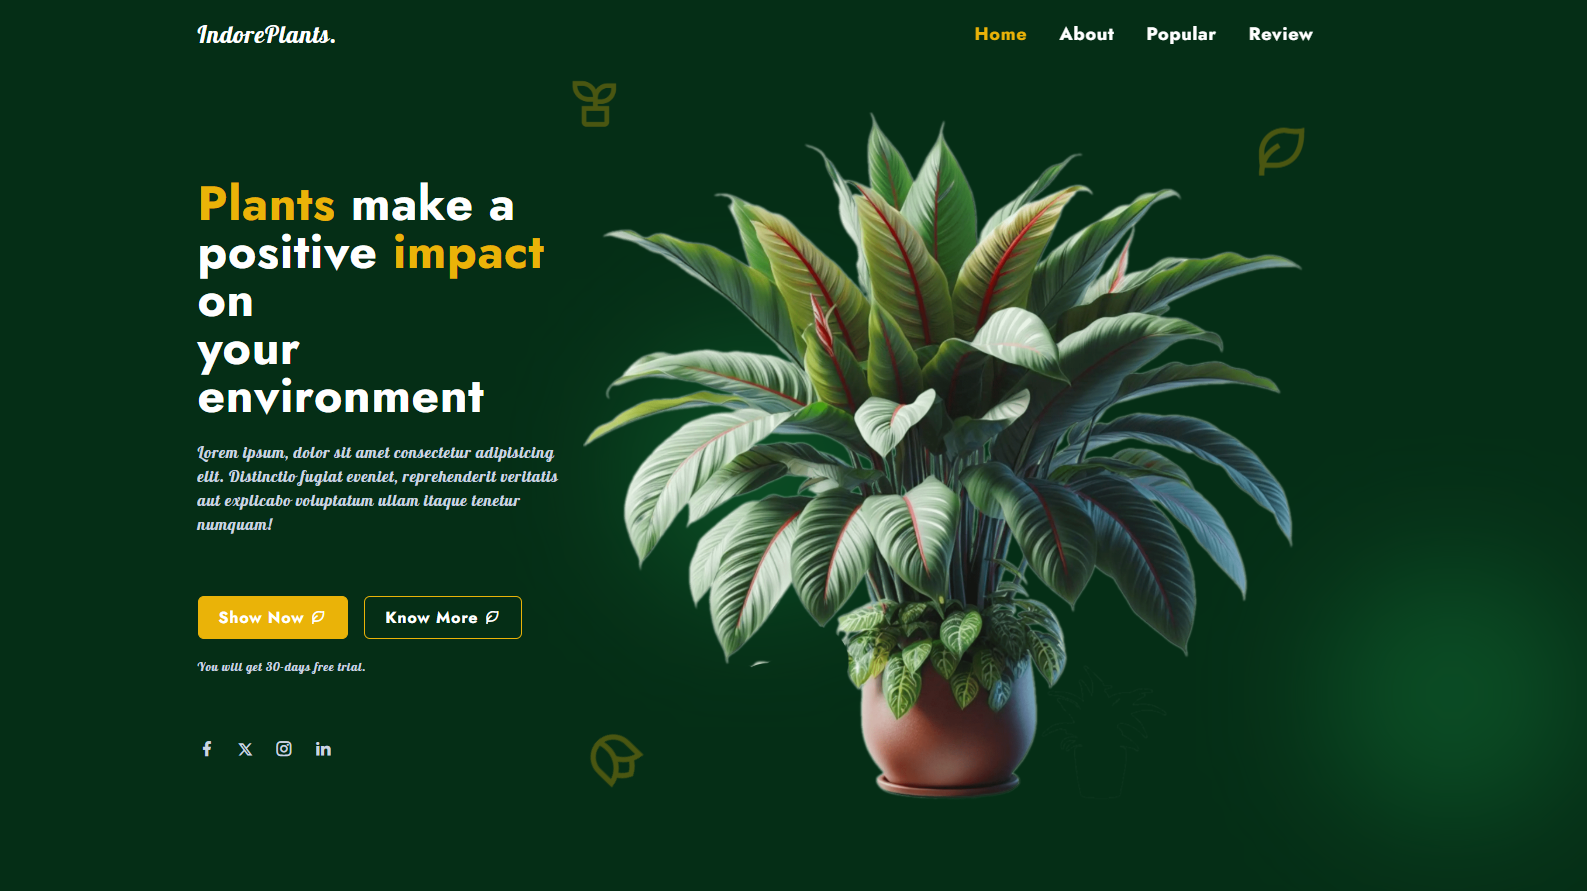 IndorePlants.
Home About Popular Review
Plants make a
positive impact
on
your
environment
Lorem ipsum, dolor sit amet consectetur adipisicing
elit. Distinctio fugiat eveniet, reprehenderit veritatis
aut explicabo voluptatum ullam itaque tenetur
numquam!
Show Now Know More
You will get 30-days free trial.